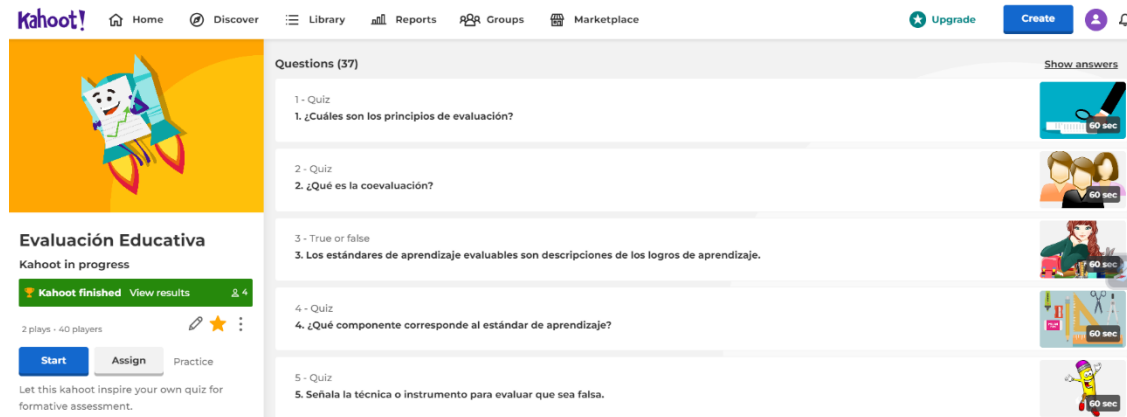 Kahoot! Home Discover Library Reports Groups Marketplace Upgrade Create
Questions (37) Show answers
1 - Quiz
1. ¿Cuáles son los principios de evaluación?
60 sec
2 - Quiz
2. ¿Qué es la coevaluación?
60 sec
3 - True or false
3. Los estándares de aprendizaje evaluables son descripciones de los logros de aprendizaje.
60 sec
4 - Quiz
4. ¿Qué componente corresponde al estándar de aprendizaje?
60 sec
5 - Quiz
5. Señala la técnica o instrumento para evaluar que sea falsa.
60 sec
Evaluación Educativa
Kahoot in progress
Kahoot finished View results 4
2 plays · 40 players
Start Assign Practice
Let this kahoot inspire your own quiz for
formative assessment.